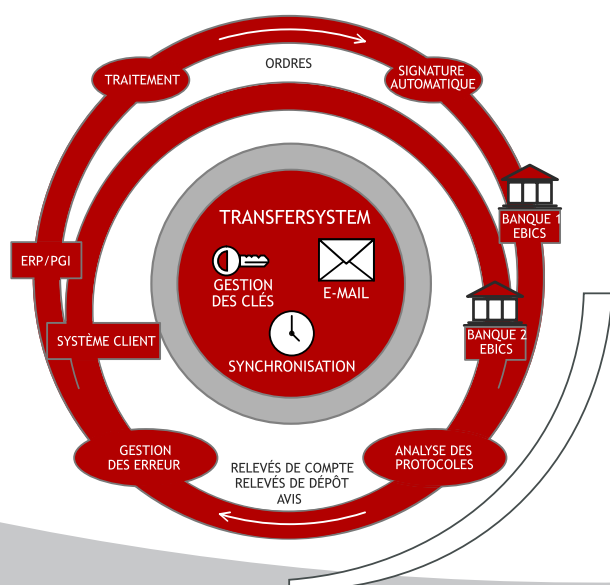 ORDRES
TRAITEMENT
SIGNATURE
AUTOMATIQUE
BANQUE 1
EBICS
TRANSFERSYSTEM
ERP/PGI
GESTION
DES CLÉS
E-MAIL
SYSTÈME CLIENT
BANQUE 2
EBICS
SYNCHRONISATION
GESTION
DES ERREUR
ANALYSE DES
PROTOCOLES
RELEVÉS DE COMPTE
RELEVÉS DE DÉPÔT
AVIS